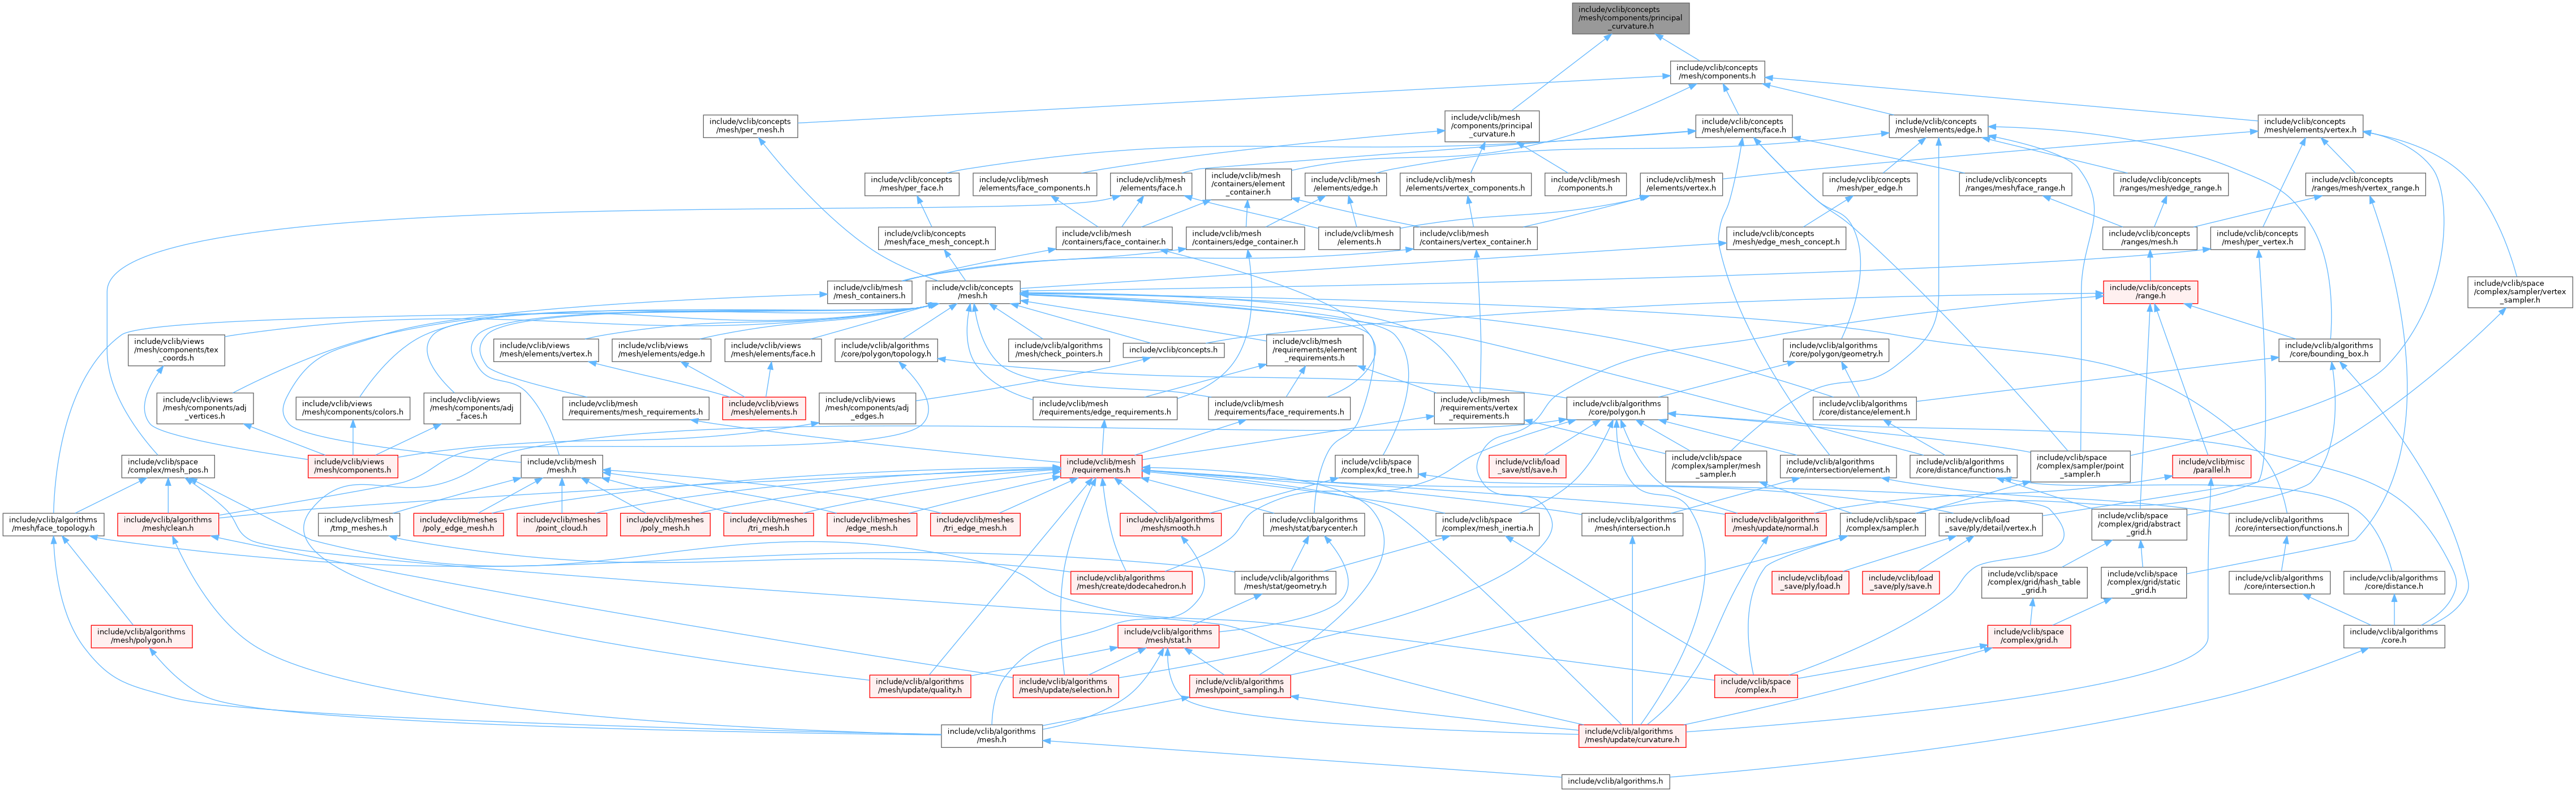 include/vclib/concepts
/mesh/components/principal
_curvature.h
include/vclib/concepts
/mesh/components.h
include/vclib/concepts
/mesh/per_mesh.h
include/vclib/mesh
/components/principal
_curvature.h
include/vclib/concepts
/mesh/elements/face.h
include/vclib/concepts
/mesh/elements/edge.h
include/vclib/concepts
/mesh/elements/vertex.h
include/vclib/concepts
/mesh/per_face.h
include/vclib/mesh
/elements/face_components.h
include/vclib/mesh
/elements/face.h
include/vclib/mesh
/containers/element
_container.h
include/vclib/mesh
/elements/edge.h
include/vclib/mesh
/elements/vertex_components.h
include/vclib/mesh
/components.h
include/vclib/mesh
/elements/vertex.h
include/vclib/concepts
/mesh/per_edge.h
include/vclib/concepts
/ranges/mesh/face_range.h
include/vclib/concepts
/ranges/mesh/edge_range.h
include/vclib/concepts
/ranges/mesh/vertex_range.h
include/vclib/concepts
/mesh/face_mesh_concept.h
include/vclib/mesh
/containers/face_container.h
include/vclib/mesh
/containers/edge_container.h
include/vclib/mesh
/elements.h
include/vclib/mesh
/containers/vertex_container.h
include/vclib/concepts
/mesh/edge_mesh_concept.h
include/vclib/concepts
/ranges/mesh.h
include/vclib/concepts
/mesh/per_vertex.h
include/vclib/mesh
/mesh_containers.h
include/vclib/concepts
/mesh.h
include/vclib/concepts
/range.h
include/vclib/space
/complex/sampler/vertex
_sampler.h
include/vclib/views
/mesh/components/tex
_coords.h
include/vclib/views
/mesh/elements/vertex.h
include/vclib/views
/mesh/elements/edge.h
include/vclib/views
/mesh/elements/face.h
include/vclib/algorithms
/core/polygon/topology.h
include/vclib/algorithms
/mesh/check_pointers.h
include/vclib/concepts.h
include/vclib/mesh
/requirements/element
_requirements.h
include/vclib/algorithms
/core/polygon/geometry.h
include/vclib/algorithms
/core/bounding_box.h
include/vclib/views
/mesh/components/adj
_vertices.h
include/vclib/views
/mesh/components/colors.h
include/vclib/views
/mesh/components/adj
_faces.h
include/vclib/mesh
/requirements/mesh_requirements.h
include/vclib/views
/mesh/elements.h
include/vclib/views
/mesh/components/adj
_edges.h
include/vclib/mesh
/requirements/edge_requirements.h
include/vclib/mesh
/requirements/face_requirements.h
include/vclib/mesh
/requirements/vertex
_requirements.h
include/vclib/algorithms
/core/polygon.h
include/vclib/algorithms
/core/distance/element.h
include/vclib/space
/complex/mesh_pos.h
include/vclib/views
/mesh/components.h
include/vclib/mesh
/mesh.h
include/vclib/mesh
/requirements.h
include/vclib/space
/complex/kd_tree.h
include/vclib/load
_save/stl/save.h
include/vclib/space
/complex/sampler/mesh
_sampler.h
include/vclib/algorithms
/core/intersection/element.h
include/vclib/algorithms
/core/distance/functions.h
include/vclib/space
/complex/sampler/point
_sampler.h
include/vclib/misc
/parallel.h
include/vclib/algorithms
/mesh/face_topology.h
include/vclib/algorithms
/mesh/clean.h
include/vclib/mesh
/tmp_meshes.h
include/vclib/meshes
/poly_edge_mesh.h
include/vclib/meshes
/point_cloud.h
include/vclib/meshes
/poly_mesh.h
include/vclib/meshes
/tri_mesh.h
include/vclib/meshes
/edge_mesh.h
include/vclib/meshes
/tri_edge_mesh.h
include/vclib/algorithms
/mesh/smooth.h
include/vclib/algorithms
/mesh/stat/barycenter.h
include/vclib/space
/complex/mesh_inertia.h
include/vclib/algorithms
/mesh/intersection.h
include/vclib/algorithms
/mesh/update/normal.h
include/vclib/space
/complex/sampler.h
include/vclib/load
_save/ply/detail/vertex.h
include/vclib/space
/complex/grid/abstract
_grid.h
include/vclib/algorithms
/core/intersection/functions.h
include/vclib/algorithms
/mesh/create/dodecahedron.h
include/vclib/algorithms
/mesh/stat/geometry.h
include/vclib/load
_save/ply/load.h
include/vclib/load
_save/ply/save.h
include/vclib/space
/complex/grid/hash_table
_grid.h
include/vclib/space
/complex/grid/static
_grid.h
include/vclib/algorithms
/core/intersection.h
include/vclib/algorithms
/core/distance.h
include/vclib/algorithms
/mesh/polygon.h
include/vclib/algorithms
/mesh/stat.h
include/vclib/space
/complex/grid.h
include/vclib/algorithms
/core.h
include/vclib/algorithms
/mesh/update/quality.h
include/vclib/algorithms
/mesh/update/selection.h
include/vclib/algorithms
/mesh/point_sampling.h
include/vclib/space
/complex.h
include/vclib/algorithms
/mesh.h
include/vclib/algorithms
/mesh/update/curvature.h
include/vclib/algorithms.h